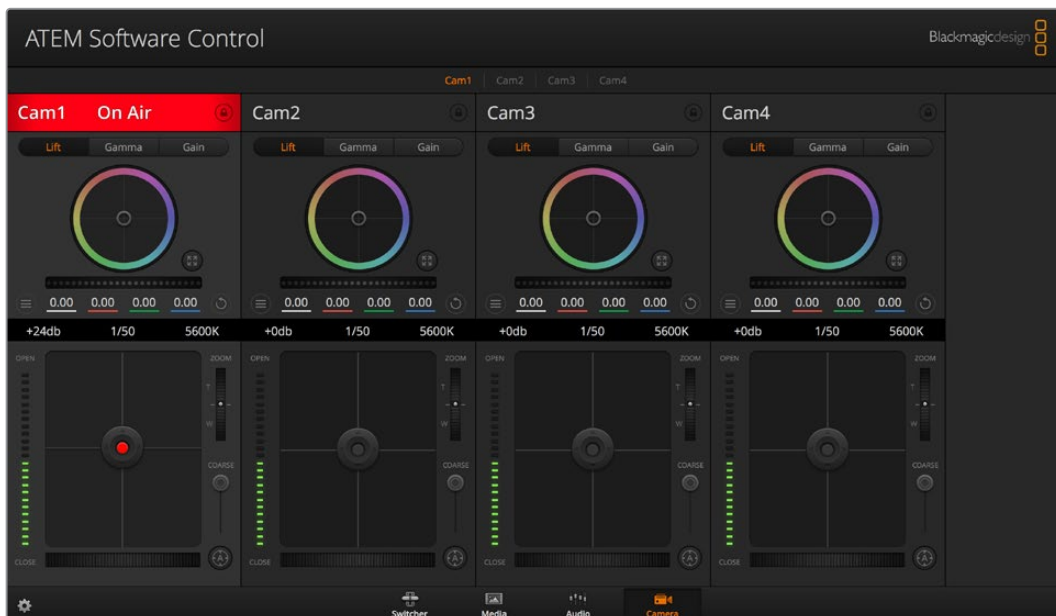 ATEM Software Control
Blackmagicdesign
Cam1 Cam2 Cam3 Cam4
Cam1 On Air Cam2 Cam3 Cam4
Lift Gamma Gain Lift Gamma Gain Lift Gamma Gain Lift Gamma Gain
0.00 0.00 0.00 0.00 0.00 0.00 0.00 0.00 0.00 0.00 0.00 0.00 0.00 0.00 0.00 0.00
+24db 1/50 5600K +0db 1/50 5600K +0db 1/50 5600K +0db 1/50 5600K
OPEN ZOOM OPEN ZOOM OPEN ZOOM OPEN ZOOM
T T T T
W W W W
COARSE COARSE COARSE COARSE
CLOSE A CLOSE A CLOSE A CLOSE A
Switcher Media Audio Camera